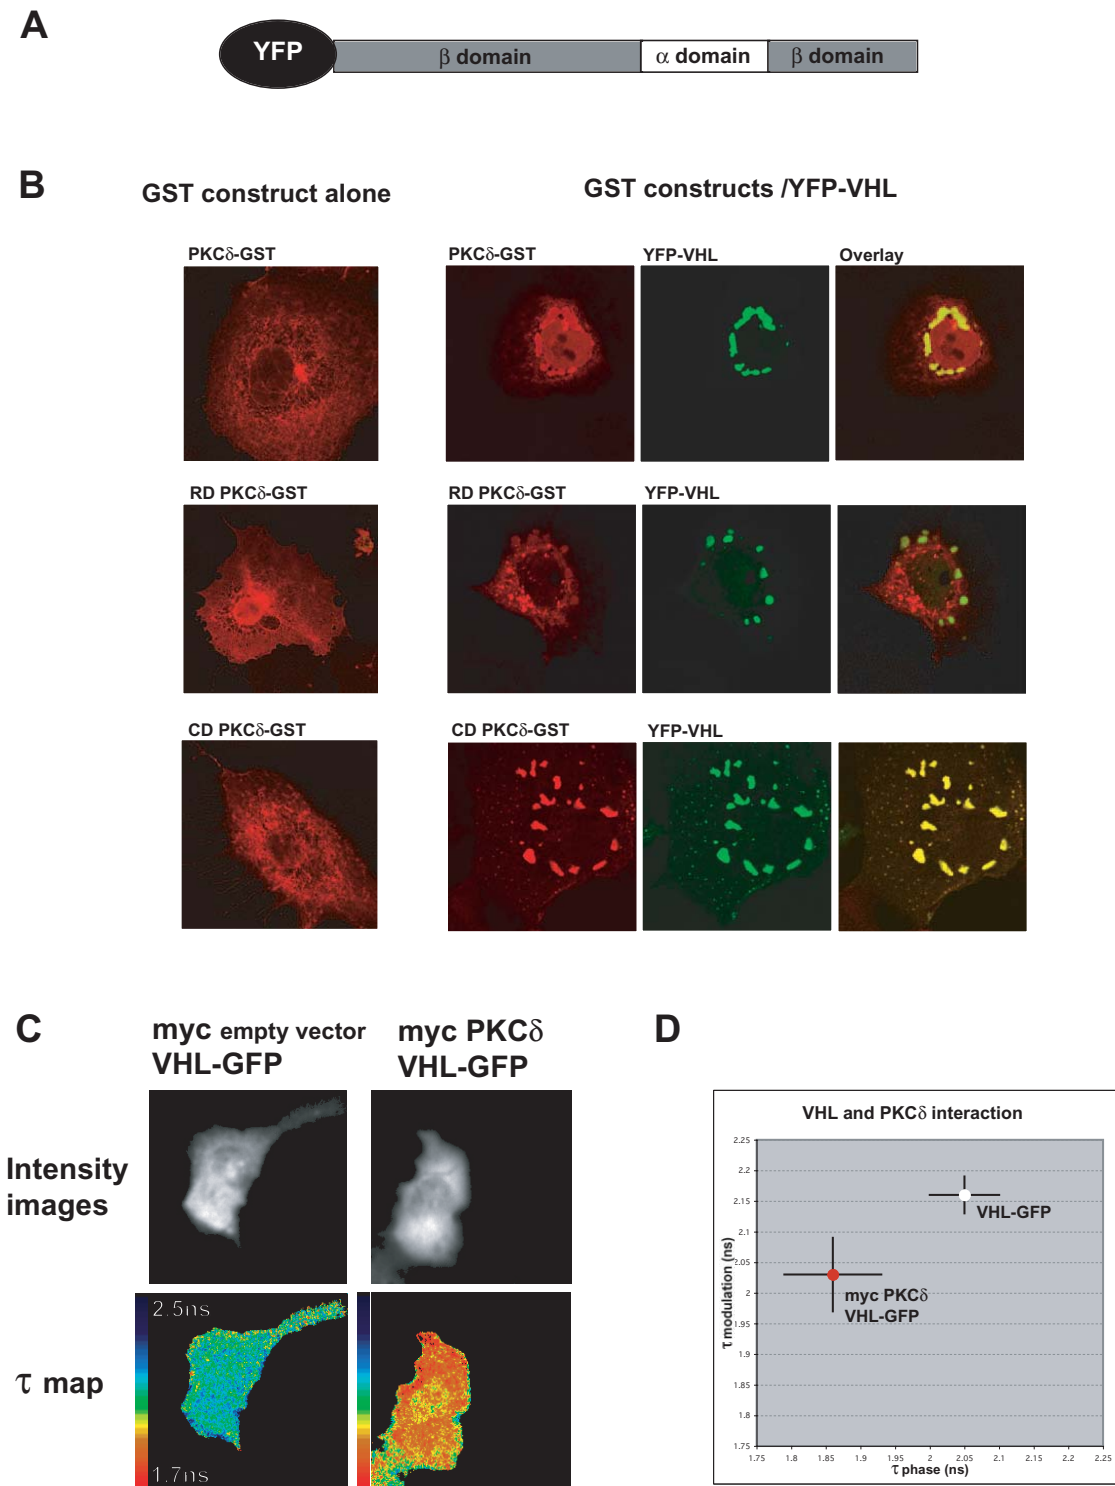 A
YFP
β domain
α domain
β domain
B
GST construct alone
GST constructs /YFP-VHL
PKCδ-GST
PKCδ-GST
YFP-VHL
Overlay
RD PKCδ-GST
RD PKCδ-GST
YFP-VHL
CD PKCδ-GST
CD PKCδ-GST
YFP-VHL
C
myc empty vector
VHL-GFP
myc PKCδ
VHL-GFP
Intensity
images
τ map
2.5ns
1.7ns
D
VHL and PKCδ interaction
τ modulation (ns)
2.25
2.2
2.15
2.1
2.05
2
1.95
1.9
1.85
1.8
1.75
VHL-GFP
myc PKCδ
VHL-GFP
1.75 1.8 1.85 1.9 1.95 2 2.05 2.1 2.15 2.2 2.25
τ phase (ns)